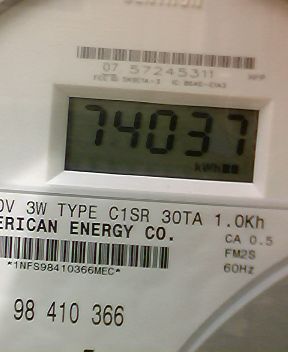 07 57245311
74037
kWh
0V 3W TYPE C1SR 30TA 1.0Kh
ERICAN ENERGY CO.
CA 0.5
FM2S
60Hz
*1NFS98410366MEC*
98 410 366